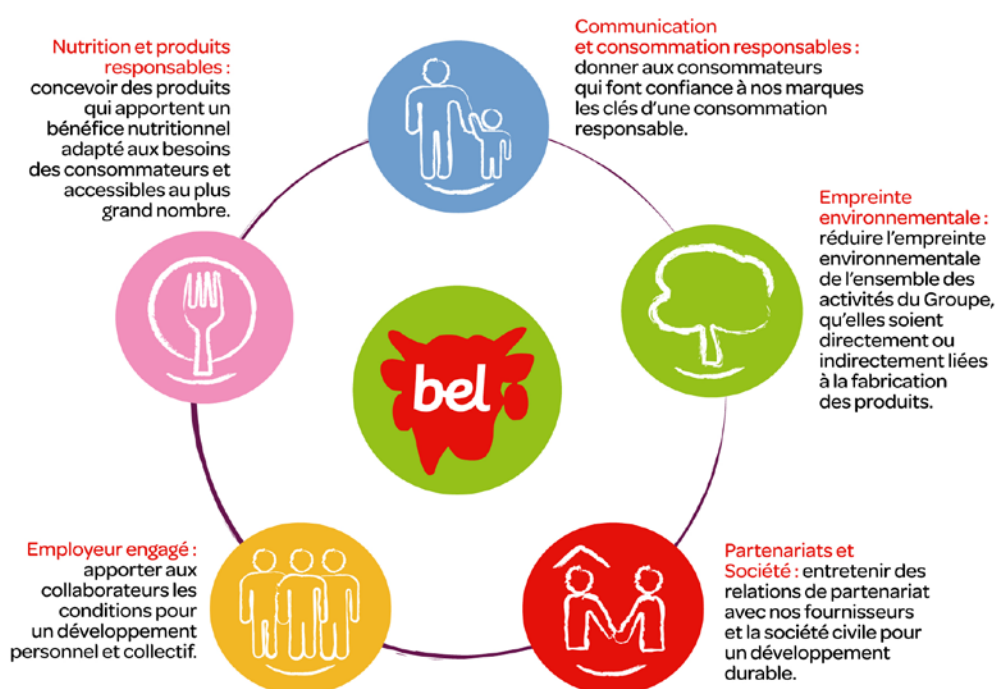 Communication
et consommation responsables :
donner aux consommateurs
qui font confiance à nos marques
les clés d'une consommation
responsable.
Nutrition et produits
responsables :
concevoir des produits
qui apportent un
bénéfice nutritionnel
adapté aux besoins
des consommateurs et
accessibles au plus
grand nombre.
Empreinte
environnementale :
réduire l'empreinte
environnementale
de l'ensemble des
activités du Groupe,
qu'elles soient
directement ou
indirectement liées
à la fabrication
des produits.
bel
Employeur engagé :
apporter aux
collaborateurs les
conditions pour
un développement
personnel et collectif.
Partenariats et
Société : entretenir des
relations de partenariat
avec nos fournisseurs
et la société civile pour
un développement
durable.